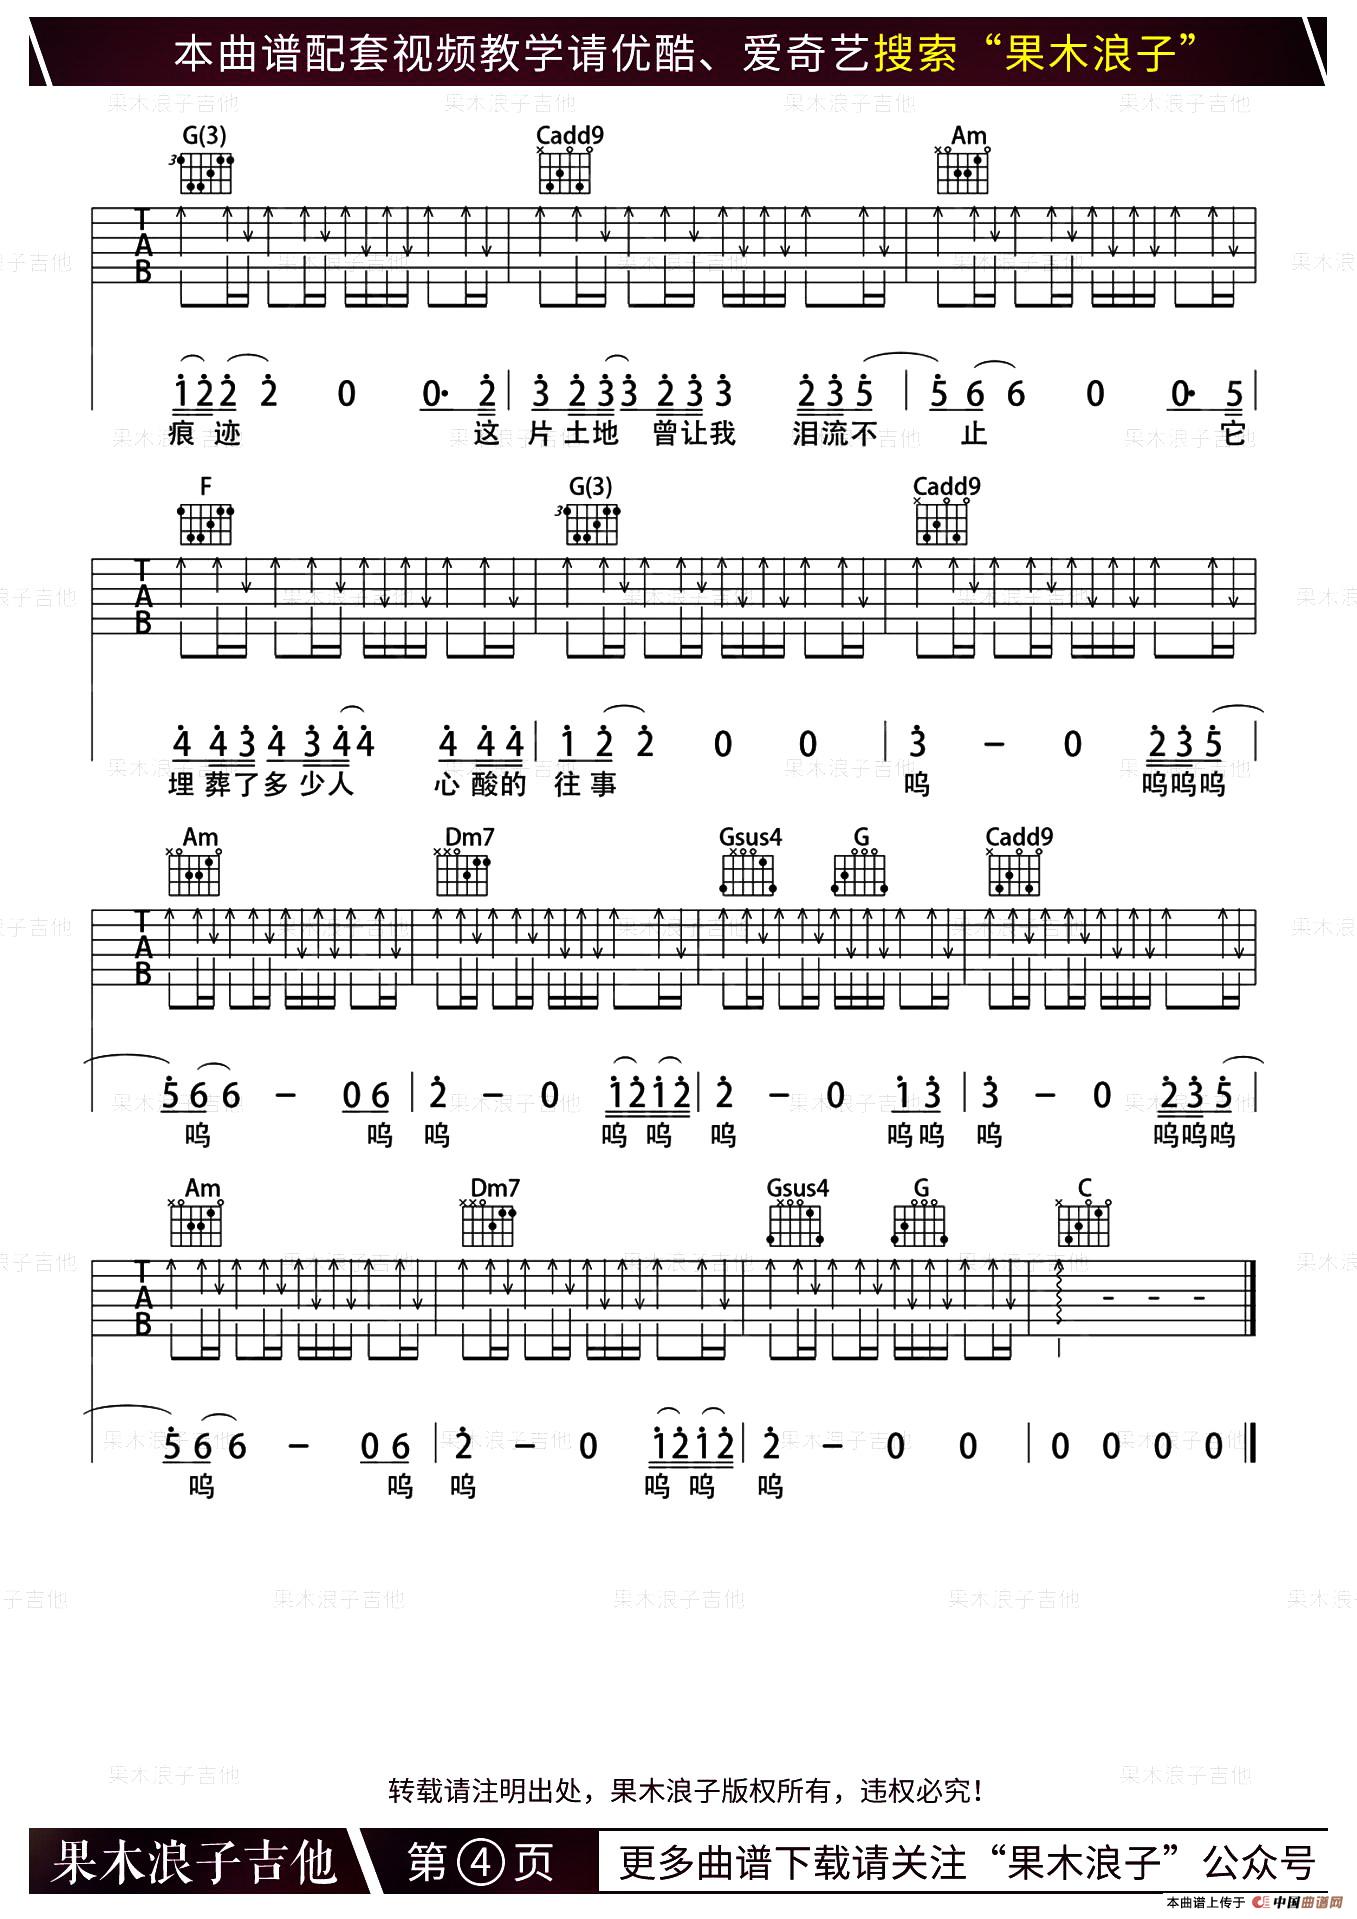 本曲谱配套视频教学请优酷、爱奇艺搜索“果木浪子”
G(3) Cadd9 Am
3
T A B
1 2 2 2 0 0· 2 3 2 3 3 2 3 3 2 3 5 5 6 6 0 0· 5
痕 迹 这 片 土 地 曾 让 我 泪 流 不 止 它
F G(3) Cadd9
3
T A B
4 4 3 4 3 4 4 4 4 4 1 2 2 0 0 3 – 0 2 3 5
埋 葬 了 多 少 人 心 酸 的 往 事 呜 呜 呜 呜
Am Dm7 Gsus4 G Cadd9
T A B
5 6 6 – 0 6 2 – 0 1 2 1 2 2 – 0 1 3 3 – 0 2 3 5
呜 呜 呜 呜 呜 呜 呜 呜 呜 呜 呜 呜
Am Dm7 Gsus4 G C
T A B – – –
5 6 6 – 0 6 2 – 0 1 2 1 2 2 – 0 0 0 0 0 0
呜 呜 呜 呜 呜 呜
转载请注明出处，果木浪子版权所有，违权必究！
果木浪子吉他 第④页 更多曲谱下载请关注“果木浪子”公众号
本曲谱上传于 中国曲谱网